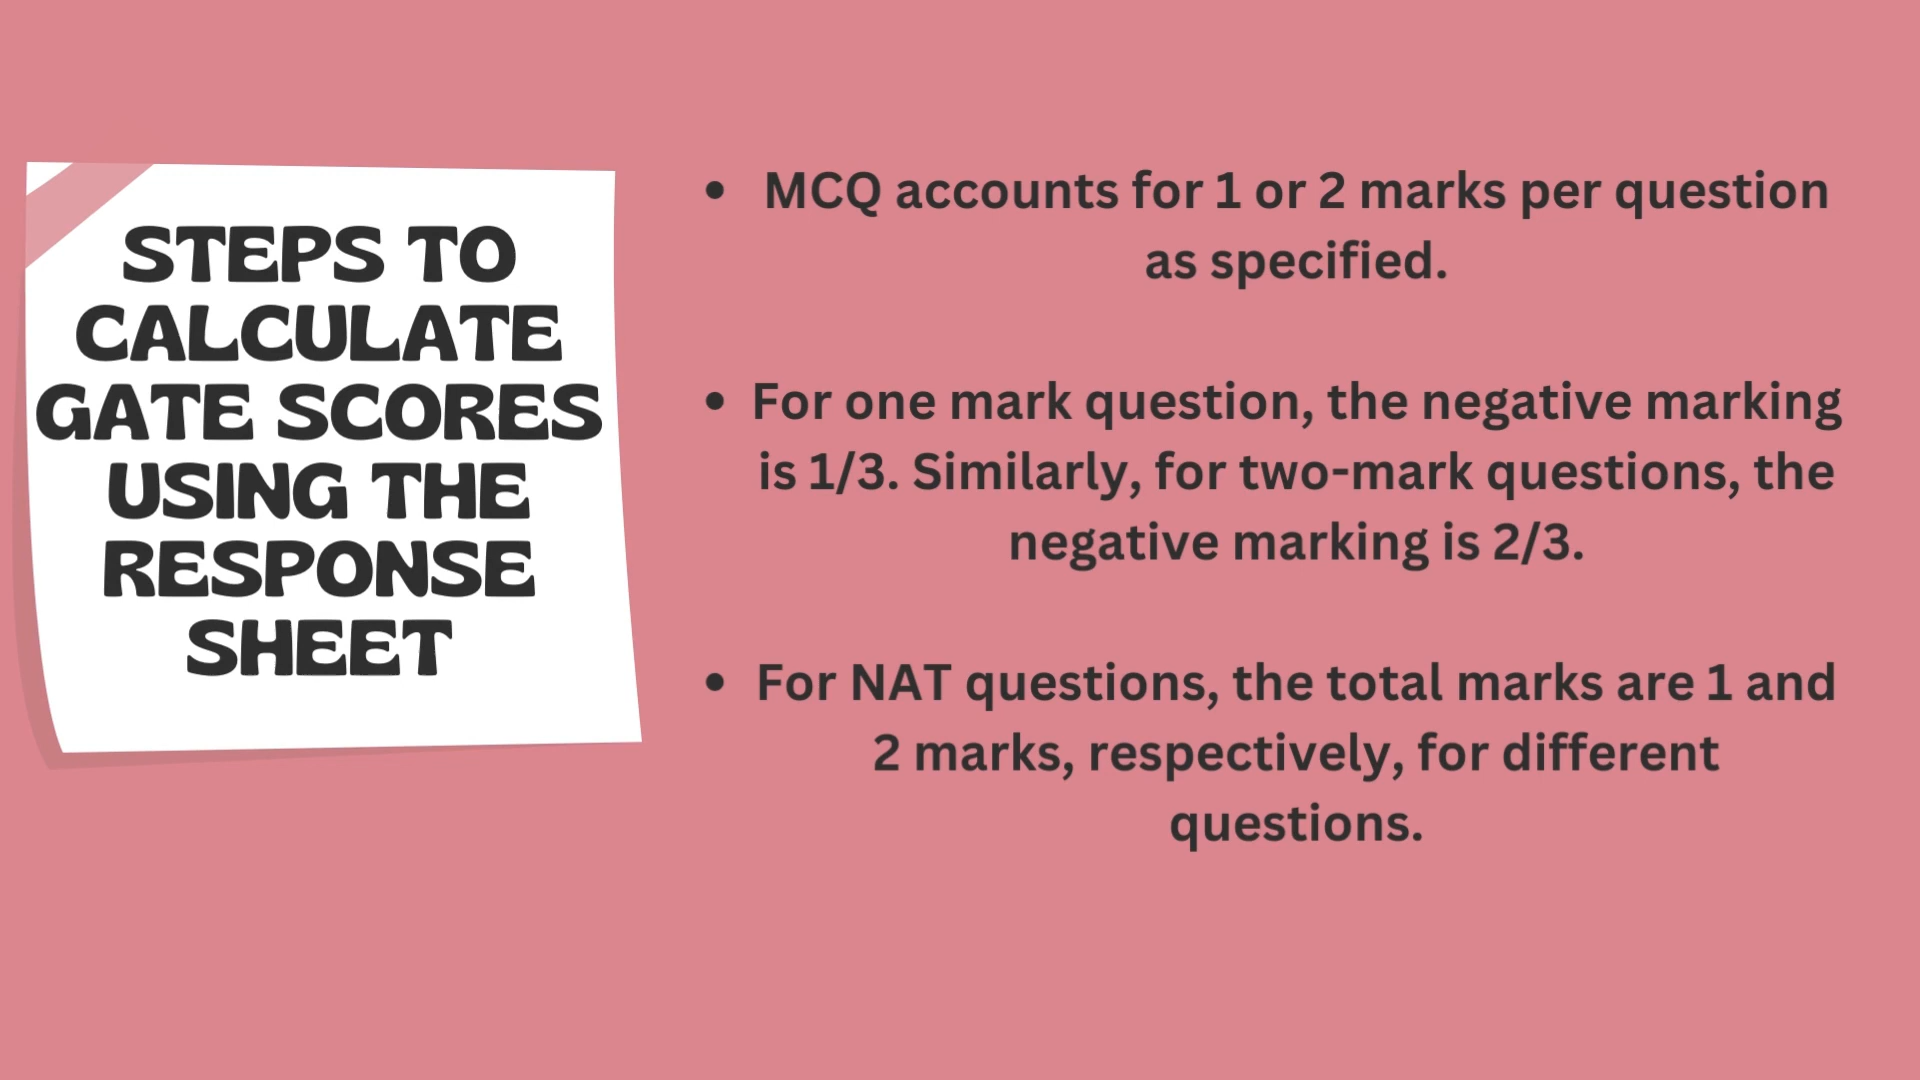 STEPS TO
CALCULATE
GATE SCORES
USING THE
RESPONSE
SHEET
• MCQ accounts for 1 or 2 marks per question
as specified.
• For one mark question, the negative marking
is 1/3. Similarly, for two-mark questions, the
negative marking is 2/3.
• For NAT questions, the total marks are 1 and
2 marks, respectively, for different
questions.